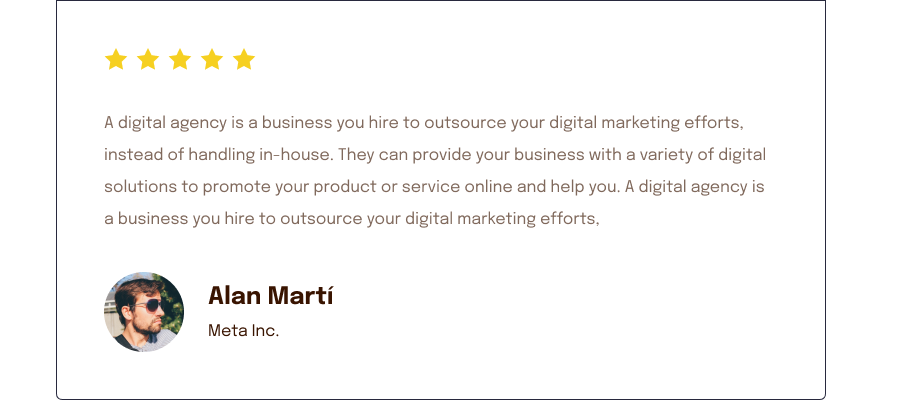 A digital agency is a business you hire to outsource your digital marketing efforts,
instead of handling in-house. They can provide your business with a variety of digital
solutions to promote your product or service online and help you. A digital agency is
a business you hire to outsource your digital marketing efforts,
Alan Martí
Meta Inc.